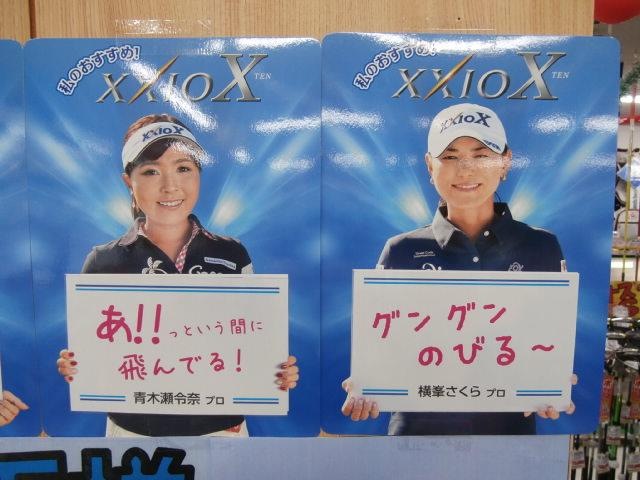 私のおすすめ!
XXIO X
TEN
XXIO X
あ!!っという間に
飛んでる!
青木瀬令奈 プロ
私のおすすめ!
XXIO X
TEN
XXIO X
グングン
のびる～
横峯さくら プロ